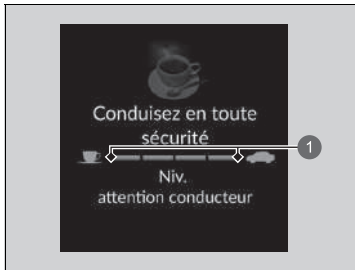 Conduisez en toute
sécurité
1
Niv.
attention conducteur